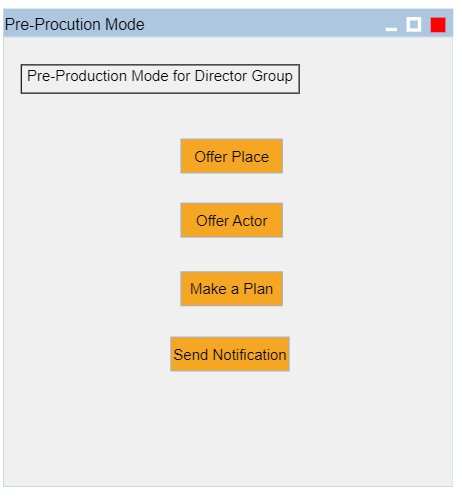 Pre-Procution Mode
Pre-Production Mode for Director Group
Offer Place
Offer Actor
Make a Plan
Send Notification